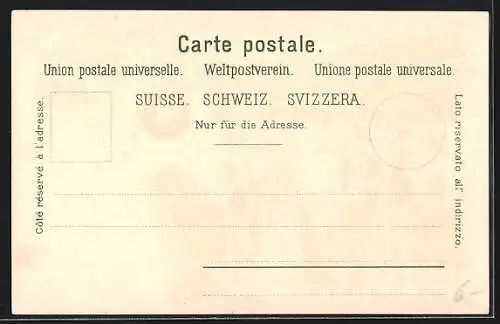 Carte postale.
Union postale universelle. Weltpostverein. Unione postale universale.
SUISSE. SCHWEIZ. SVIZZERA.
Nur für die Adresse.
Côté réservé à l'adresse.
Lato riservato all' indirizzo.
6-